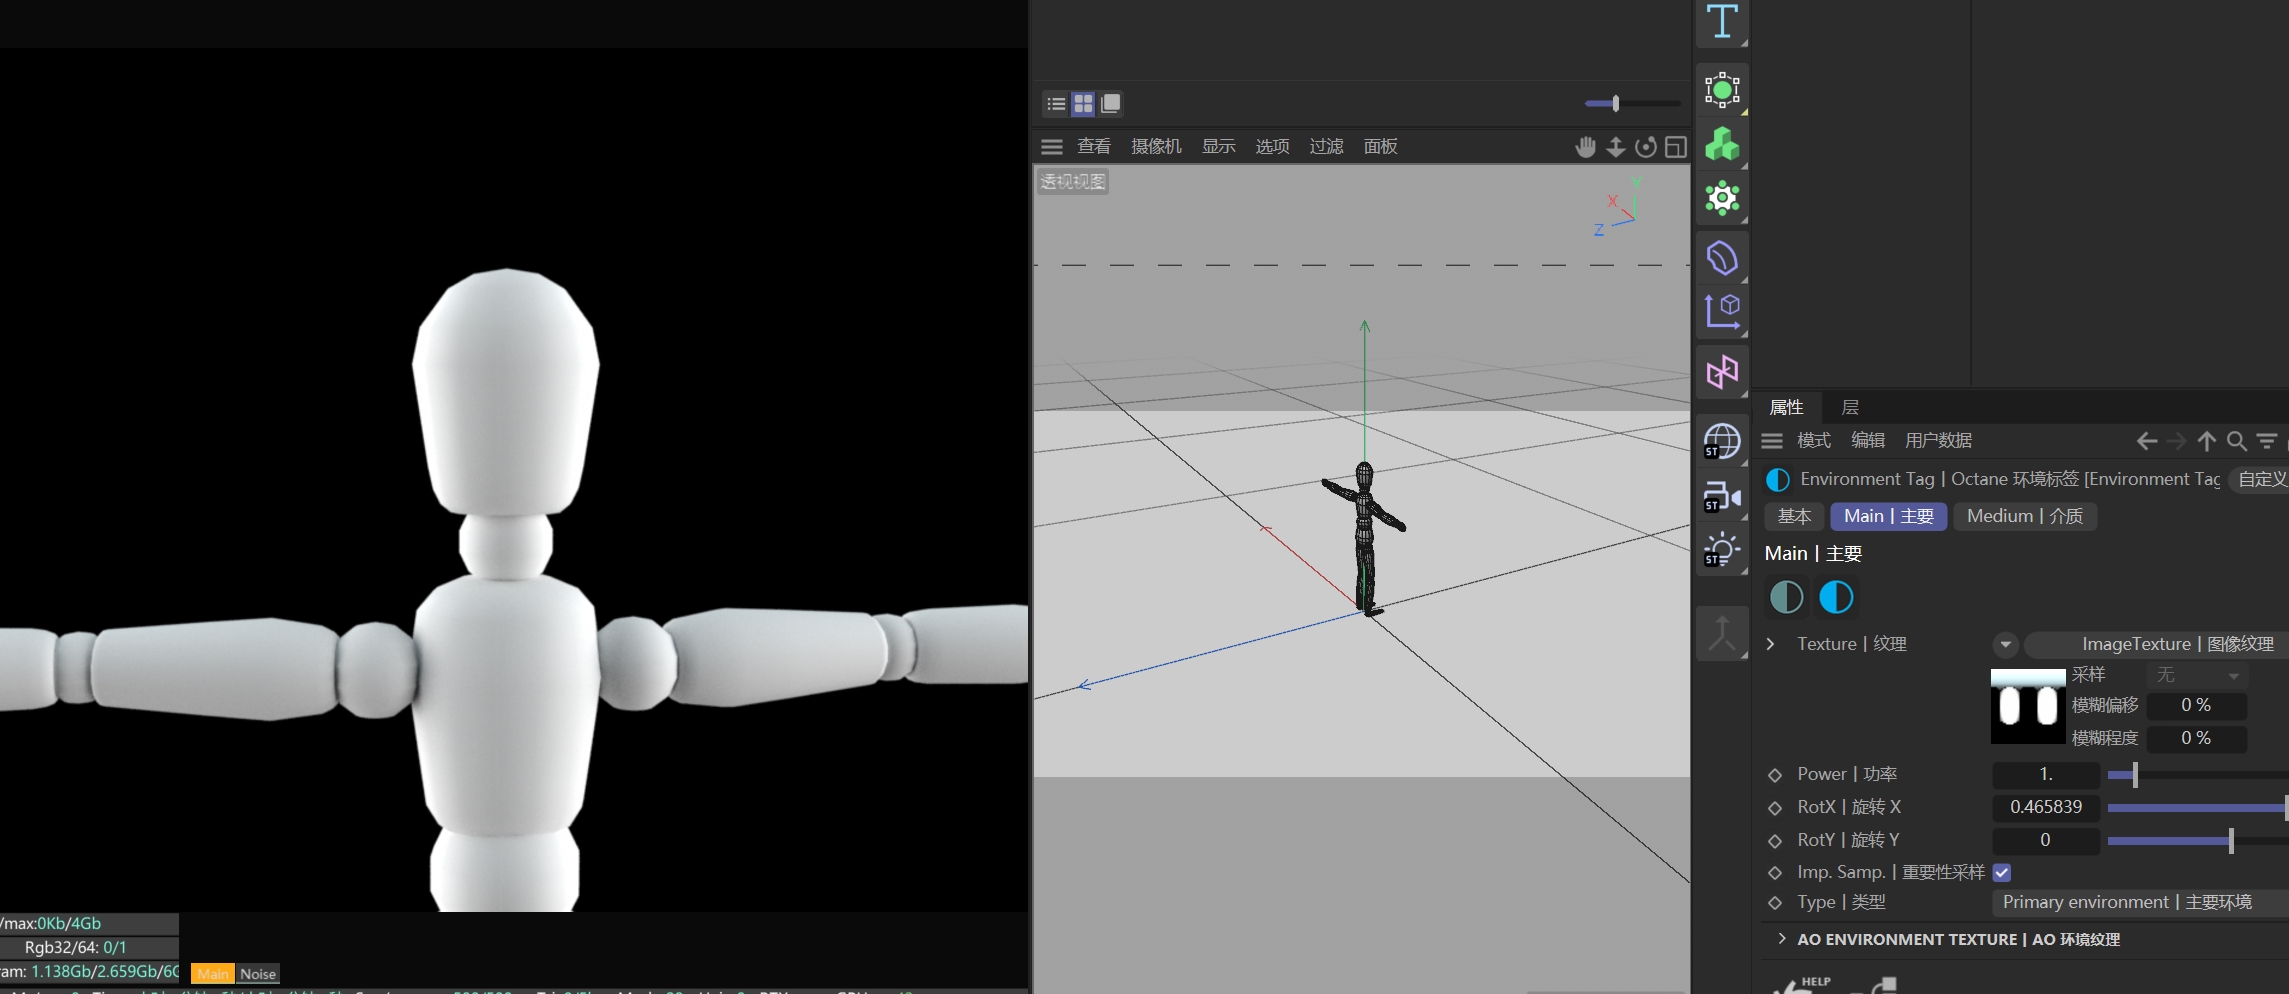 查看 摄像机 显示 选项 过滤 面板
透视视图
Y
X
Z
ST
ST
ST
属性 层
模式 编辑 用户数据
Environment Tag | Octane 环境标签 [Environment Tag 自定义
基本 Main | 主要 Medium | 介质
Main | 主要
Texture | 纹理 ImageTexture | 图像纹理
采样 无
模糊偏移 0 %
模糊程度 0 %
Power | 功率 1.
RotX | 旋转 X 0.465839
RotY | 旋转 Y 0
Imp. Samp. | 重要性采样
Type | 类型 Primary environment | 主要环境
AO ENVIRONMENT TEXTURE | AO 环境纹理
HELP
/max:0Kb/4Gb
Rgb32/64: 0/1
am: 1.138Gb/2.659Gb/6G
Main Noise